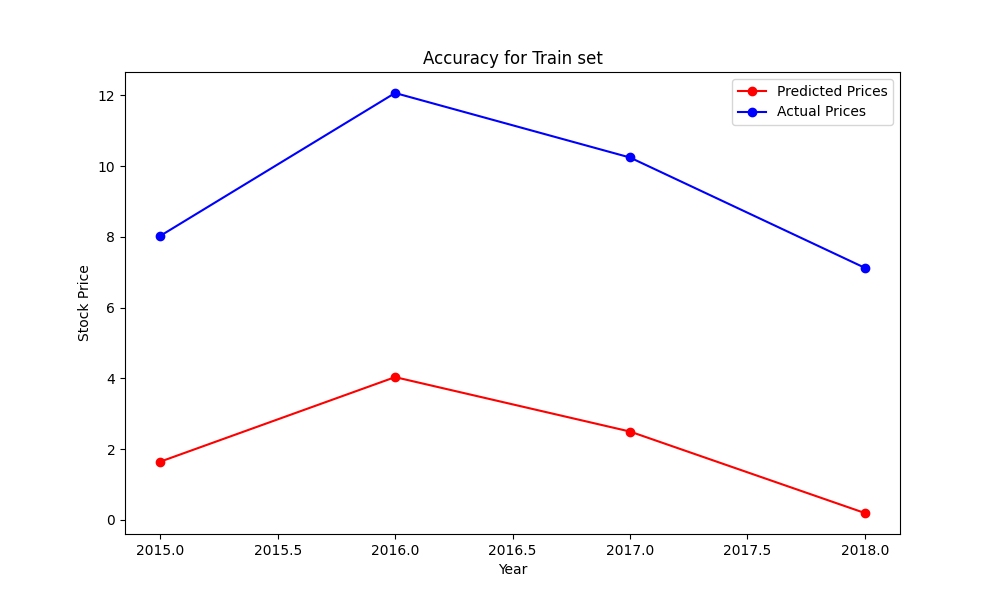 Accuracy for Train set
Predicted Prices
Actual Prices
Stock Price
12
10
8
6
4
2
0
2015.0 2015.5 2016.0 2016.5 2017.0 2017.5 2018.0
Year